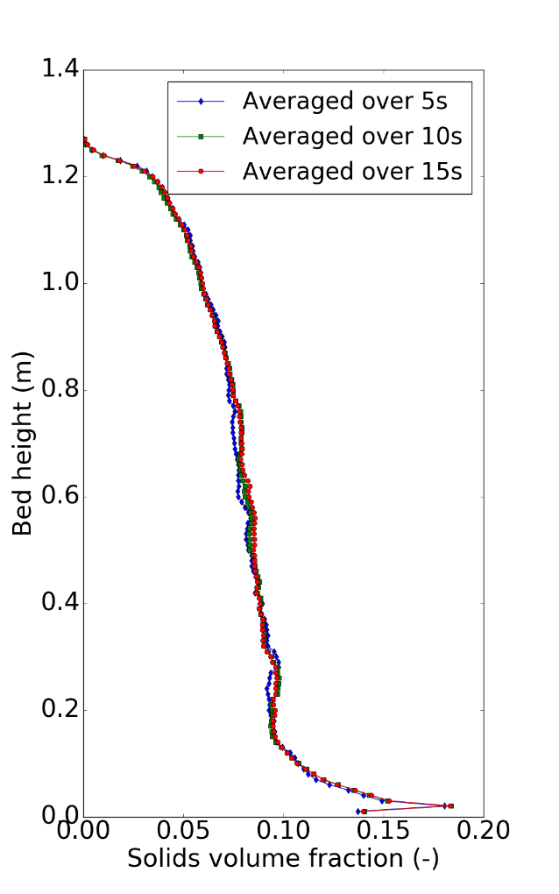 1.4
Averaged over 5s
Averaged over 10s
Averaged over 15s
1.2
1.0
0.8
Bed height (m)
0.6
0.4
0.2
0.0
0.00 0.05 0.10 0.15 0.20
Solids volume fraction (-)